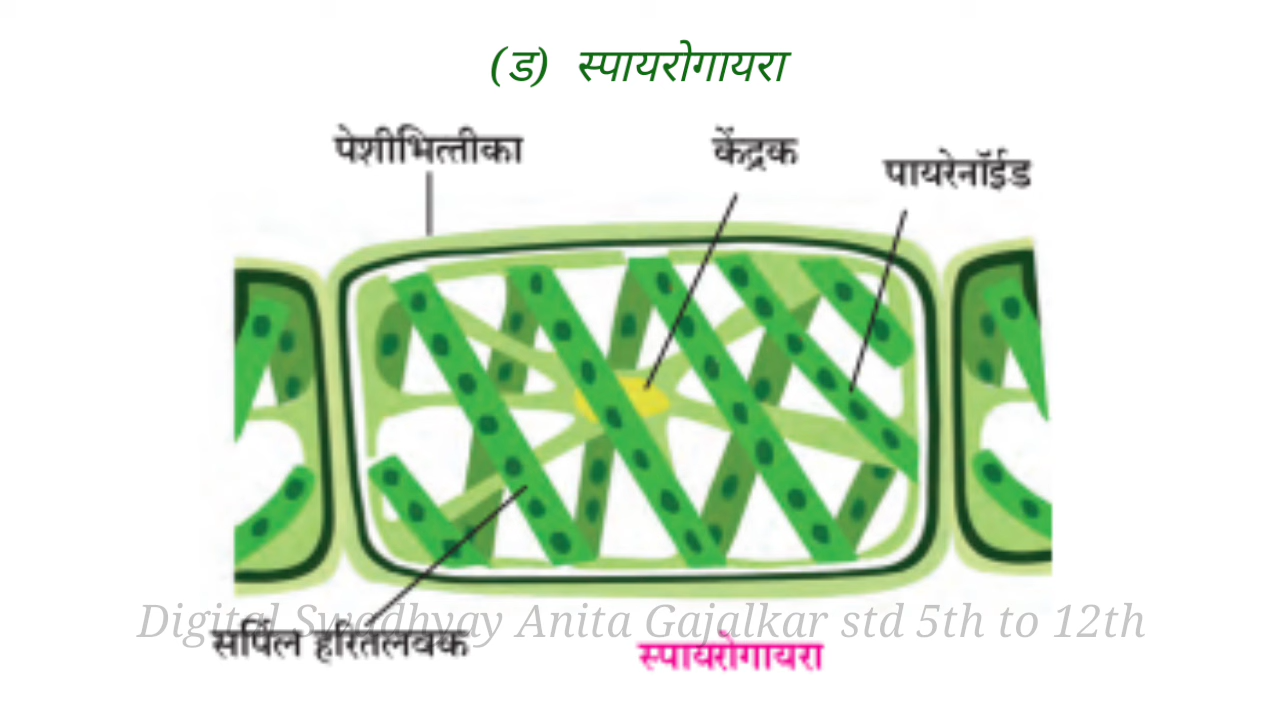 (ड) स्पायरोगायरा
पेशीभित्तीका
केंद्रक
पायरेनॉईड
Digital Swadhyay Anita Gajalkar std 5th to 12th
सर्पिल हरितलवक
स्पायरोगायरा